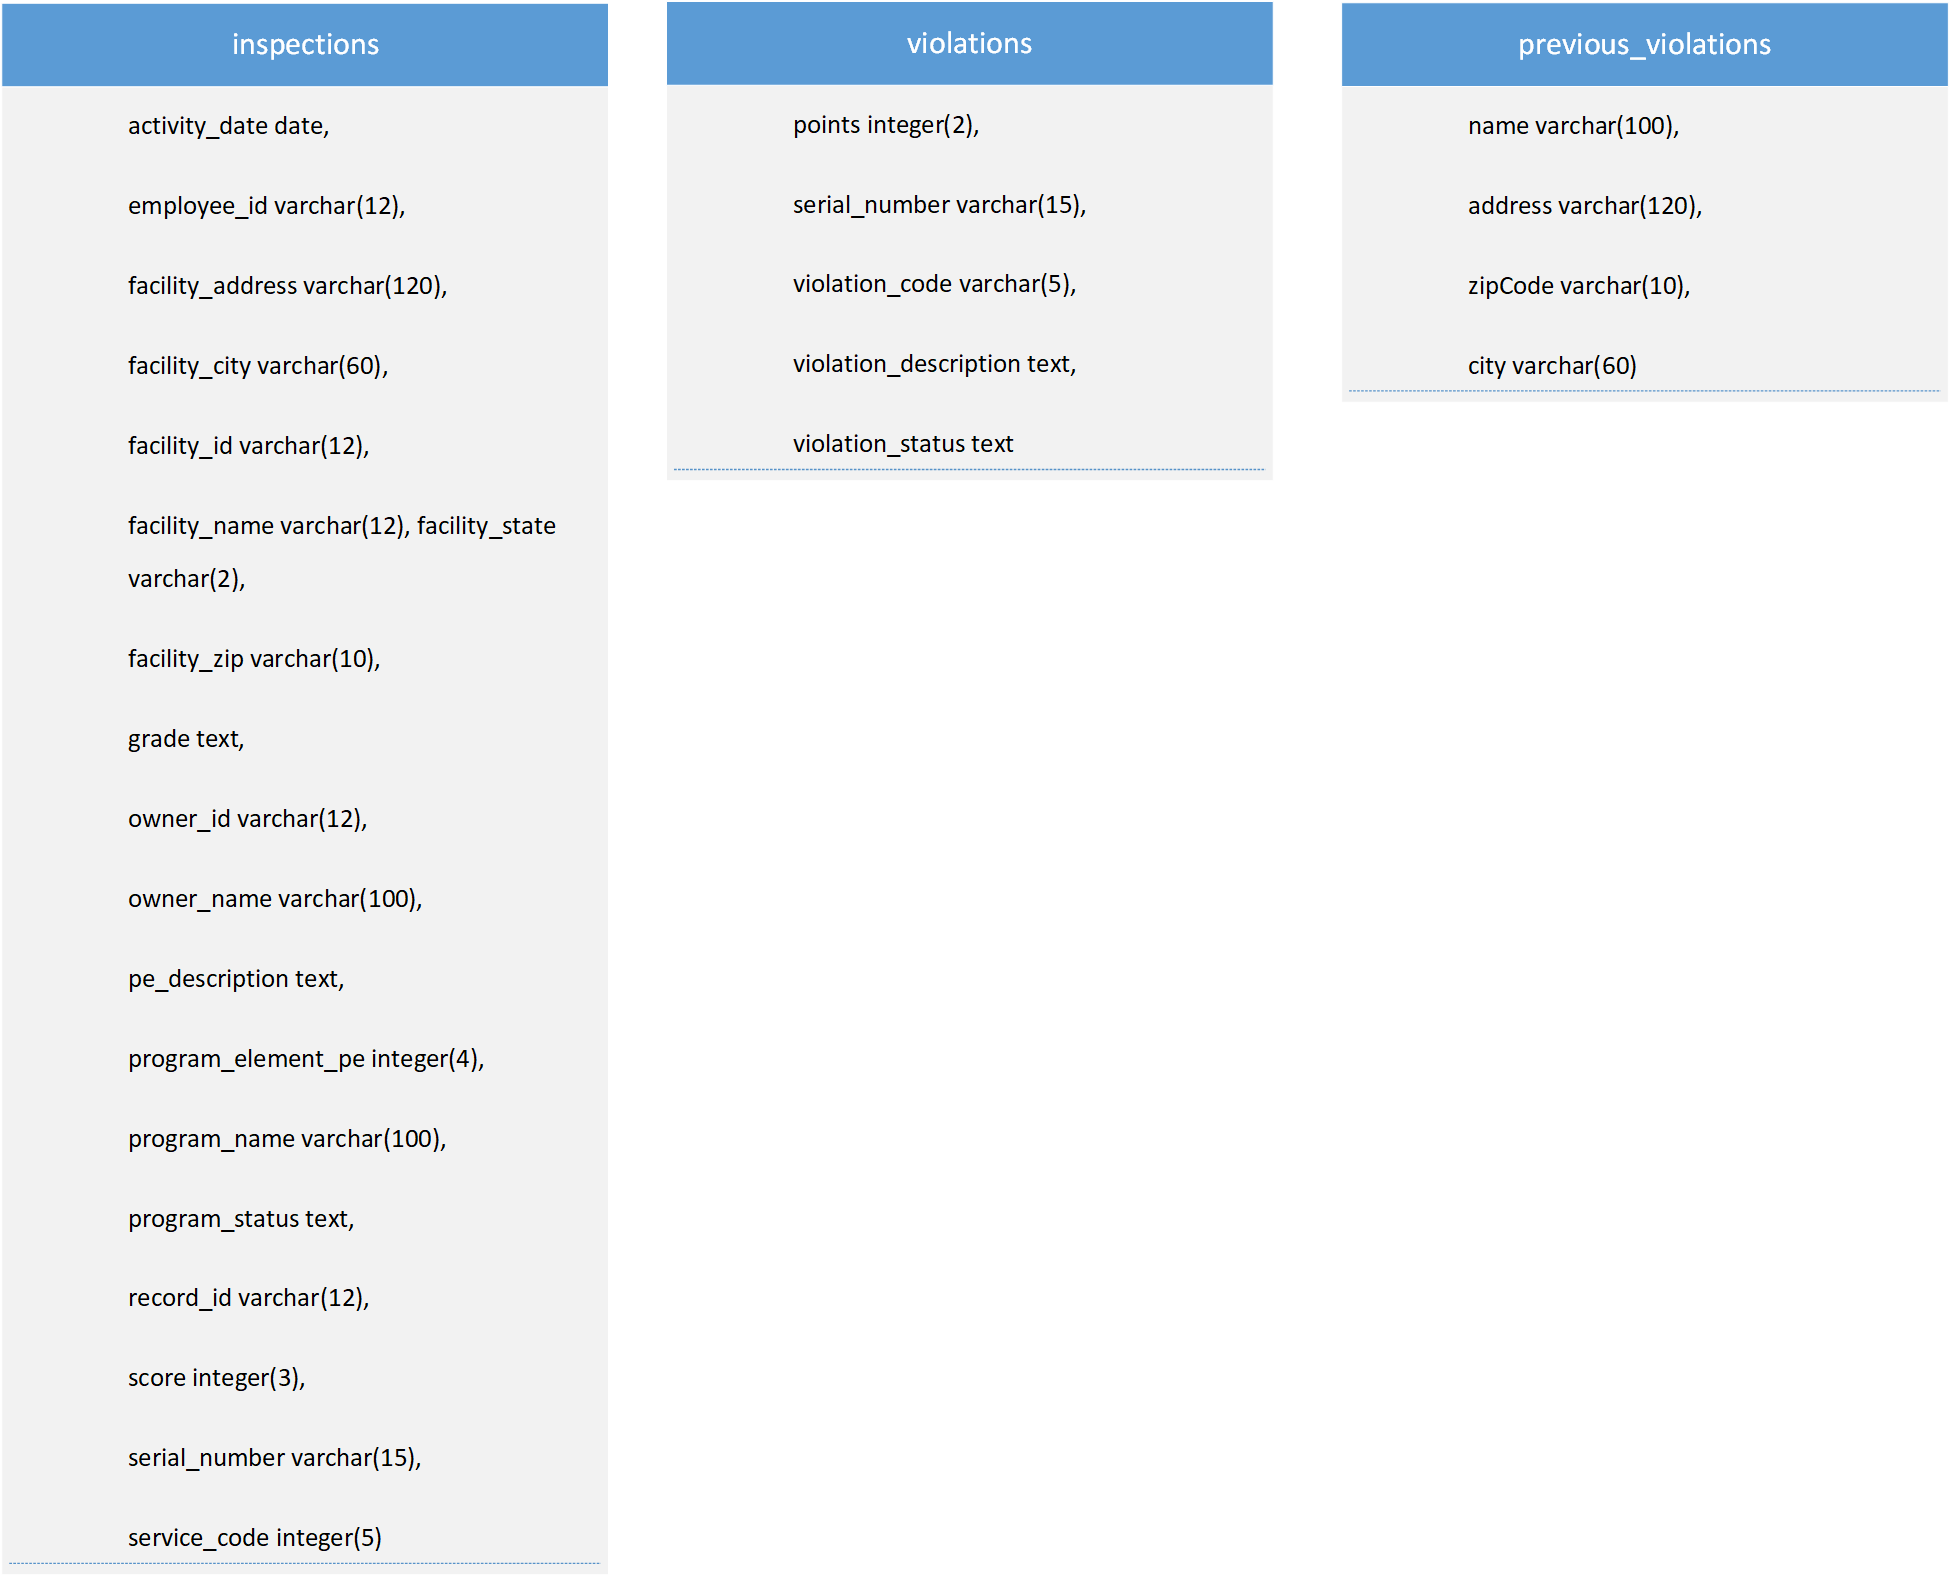 inspections
activity_date date,
employee_id varchar(12),
facility_address varchar(120),
facility_city varchar(60),
facility_id varchar(12),
facility_name varchar(12), facility_state
varchar(2),
facility_zip varchar(10),
grade text,
owner_id varchar(12),
owner_name varchar(100),
pe_description text,
program_element_pe integer(4),
program_name varchar(100),
program_status text,
record_id varchar(12),
score integer(3),
serial_number varchar(15),
service_code integer(5)
violations
points integer(2),
serial_number varchar(15),
violation_code varchar(5),
violation_description text,
violation_status text
previous_violations
name varchar(100),
address varchar(120),
zipCode varchar(10),
city varchar(60)